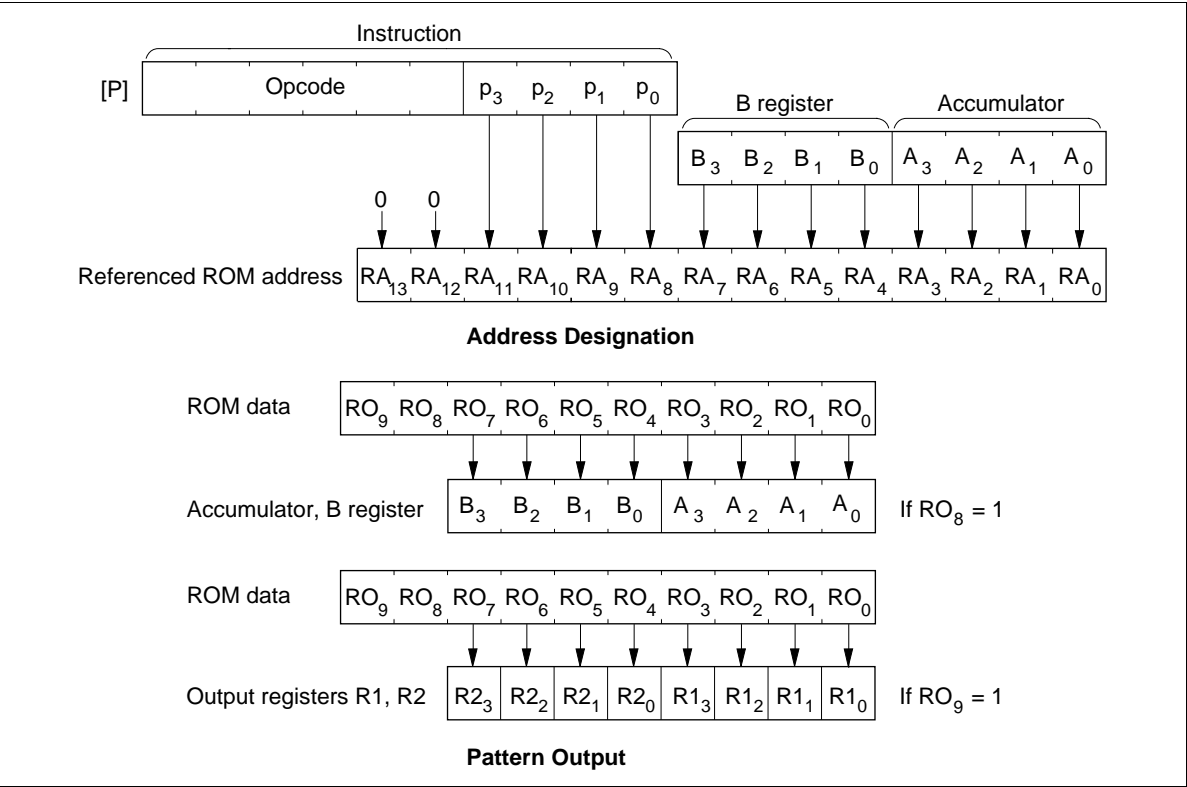 Instruction
[P] Opcode p3 p2 p1 p0
B register Accumulator
B3 B2 B1 B0 A3 A2 A1 A0
0 0
Referenced ROM address RA13 RA12 RA11 RA10 RA9 RA8 RA7 RA6 RA5 RA4 RA3 RA2 RA1 RA0
Address Designation
ROM data RO9 RO8 RO7 RO6 RO5 RO4 RO3 RO2 RO1 RO0
Accumulator, B register B3 B2 B1 B0 A3 A2 A1 A0 If RO8 = 1
ROM data RO9 RO8 RO7 RO6 RO5 RO4 RO3 RO2 RO1 RO0
Output registers R1, R2 R23 R22 R21 R20 R13 R12 R11 R10 If RO9 = 1
Pattern Output